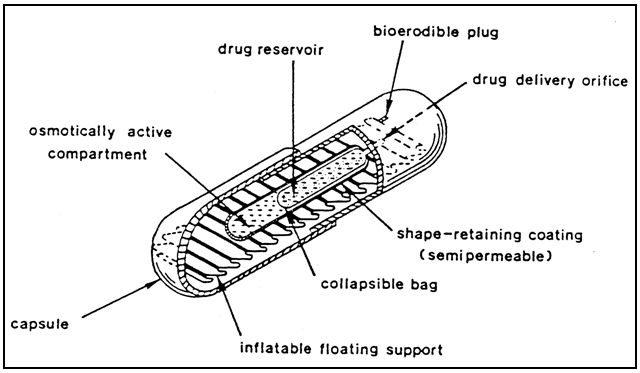 bioerodible plug
drug reservoir
drug delivery orifice
osmotically active
compartment
shape-retaining coating
(semipermeable)
collapsible bag
capsule
inflatable floating support